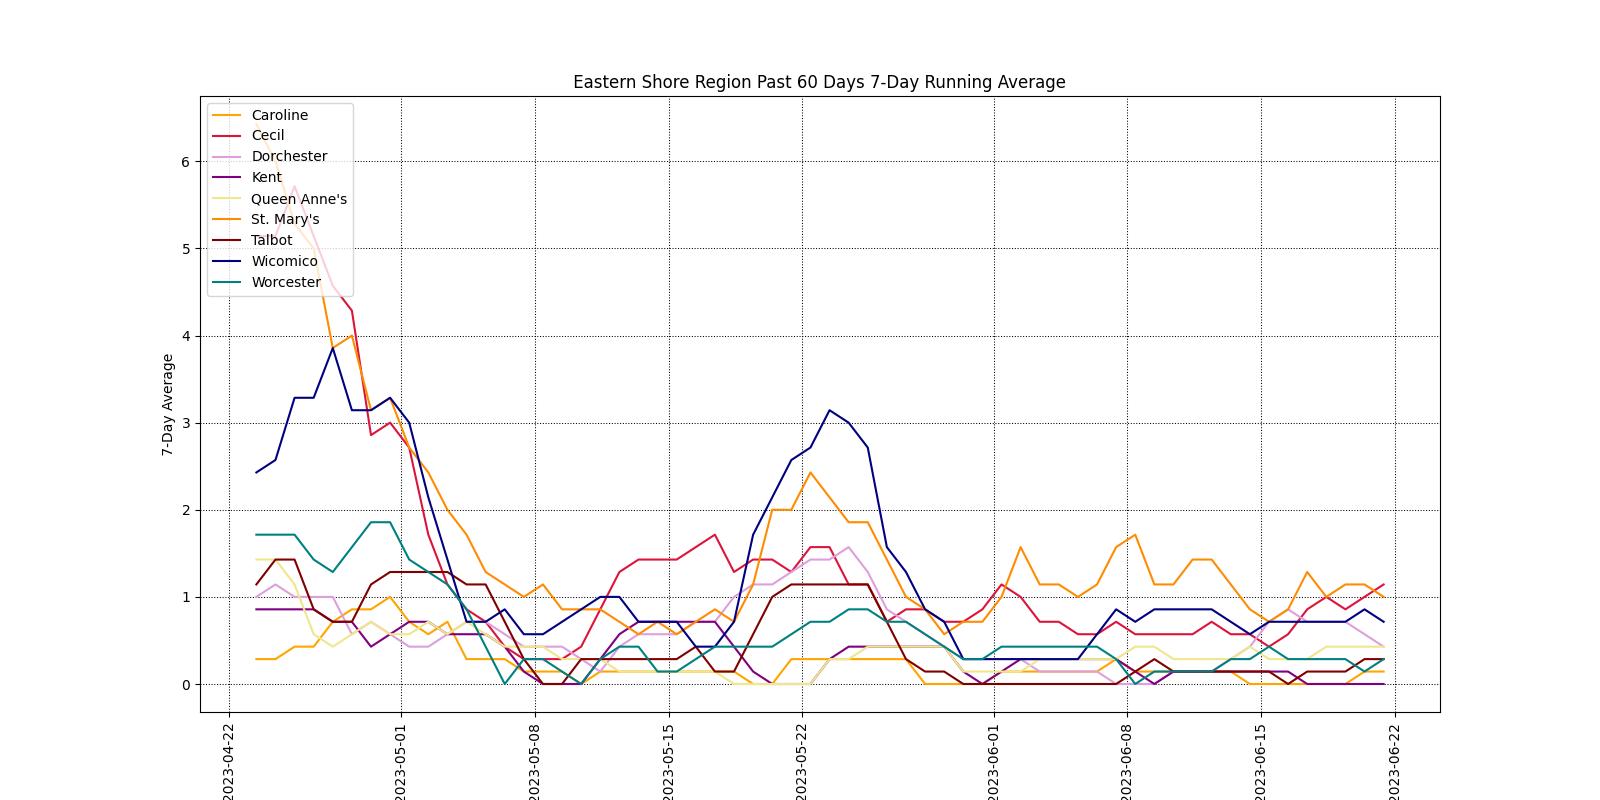 Eastern Shore Region Past 60 Days 7-Day Running Average
Caroline
Cecil
Dorchester
Kent
Queen Anne's
St. Mary's
Talbot
Wicomico
Worcester
7-Day Average
6
5
4
3
2
1
0
2023-04-22
2023-05-01
2023-05-08
2023-05-15
2023-05-22
2023-06-01
2023-06-08
2023-06-15
2023-06-22